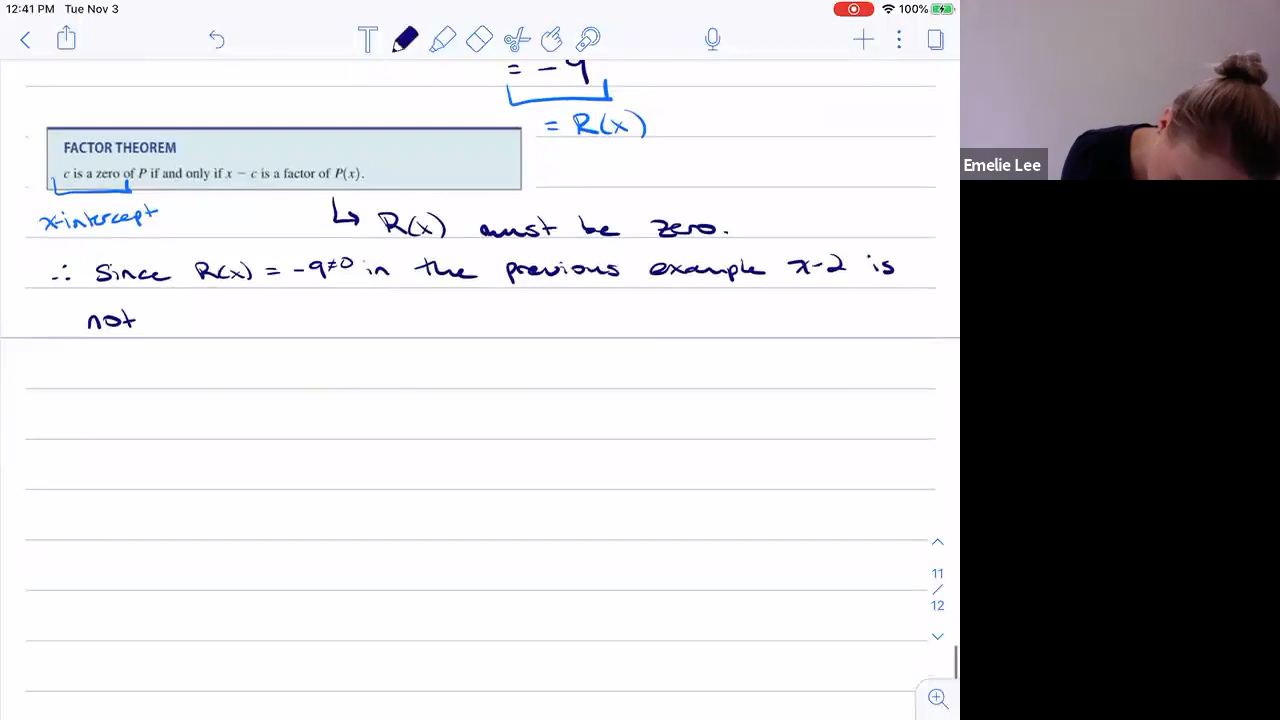 12:41 PM Tue Nov 3
100%
T
= -9
= R(x)
FACTOR THEOREM
c is a zero of P if and only if x − c is a factor of P(x).
x-intercept
↳ R(x) must be zero.
∴ Since R(x) = -9≠0 in the previous example x-2 is
not
11
/
12
Emelie Lee